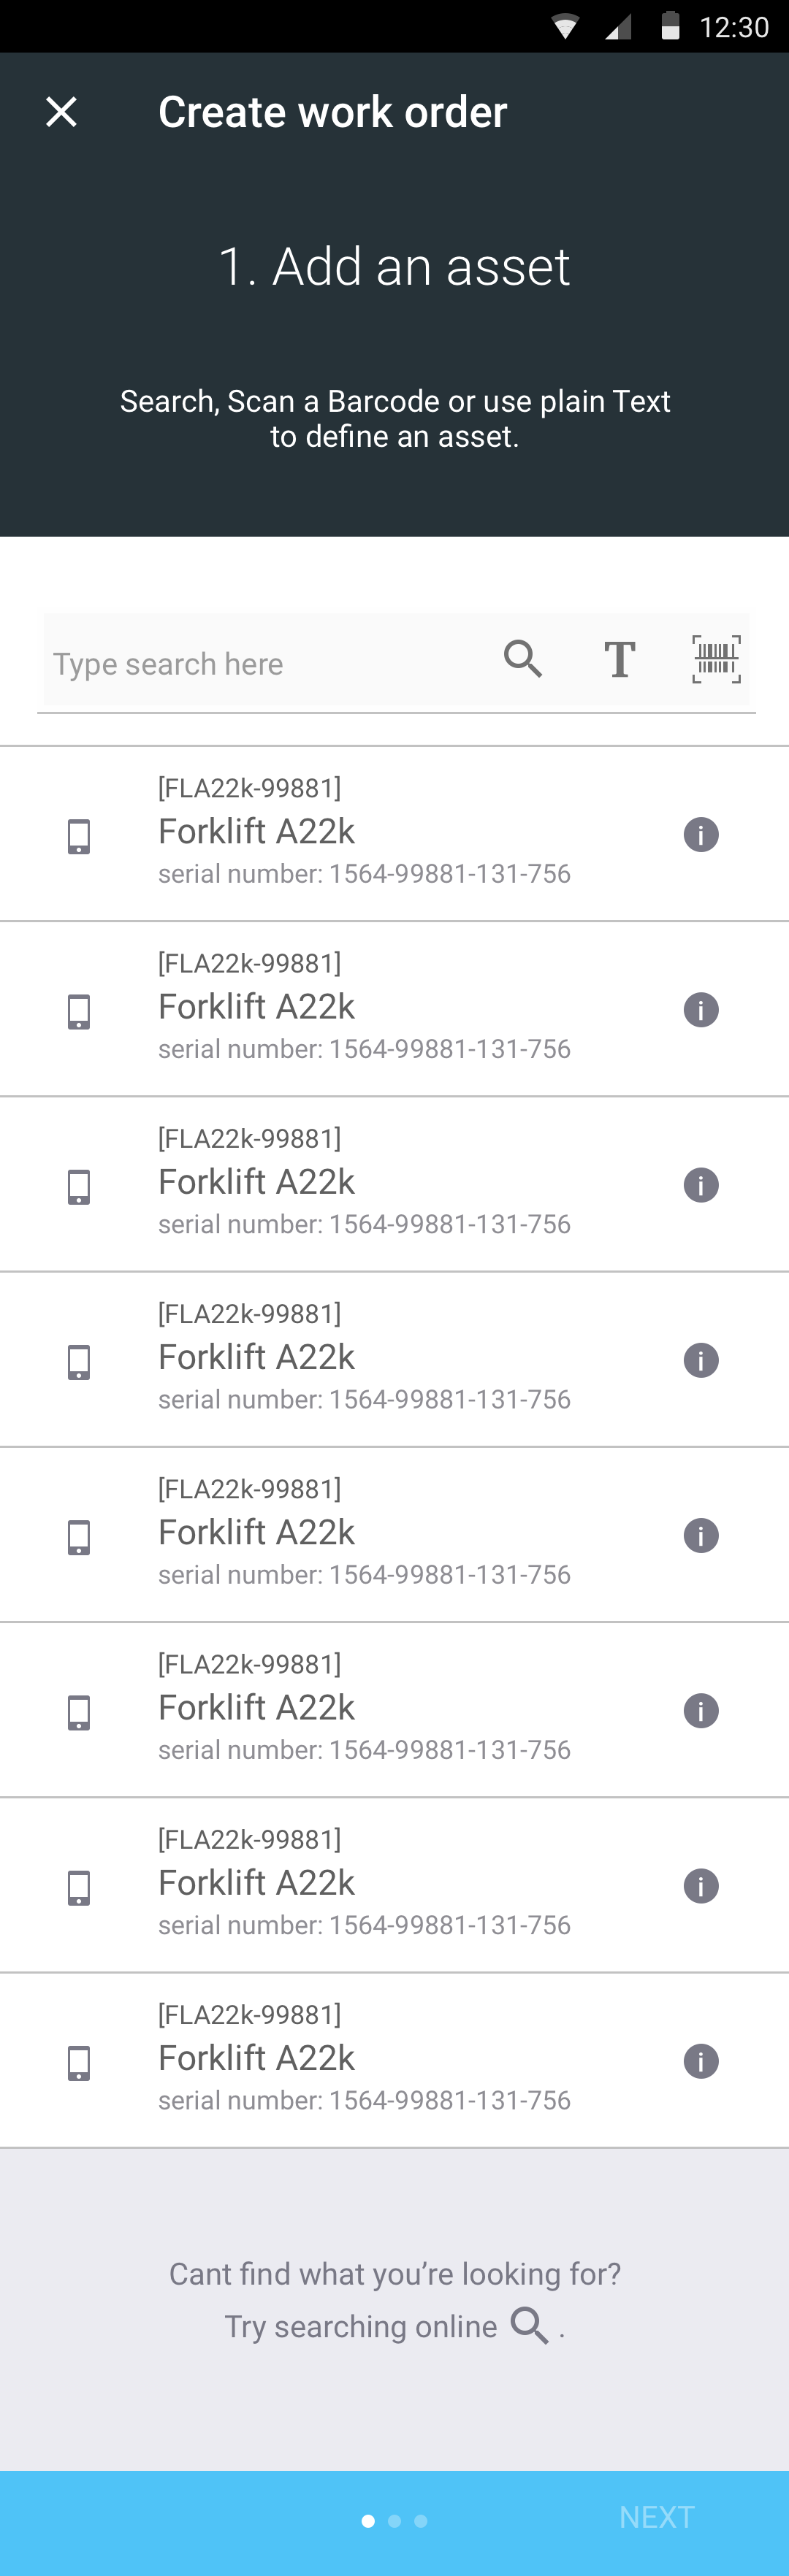 12:30
Create work order
1. Add an asset
Search, Scan a Barcode or use plain Text
to define an asset.
Type search here
T
[FLA22k-99881]
Forklift A22k
serial number: 1564-99881-131-756
[FLA22k-99881]
Forklift A22k
serial number: 1564-99881-131-756
[FLA22k-99881]
Forklift A22k
serial number: 1564-99881-131-756
[FLA22k-99881]
Forklift A22k
serial number: 1564-99881-131-756
[FLA22k-99881]
Forklift A22k
serial number: 1564-99881-131-756
[FLA22k-99881]
Forklift A22k
serial number: 1564-99881-131-756
[FLA22k-99881]
Forklift A22k
serial number: 1564-99881-131-756
[FLA22k-99881]
Forklift A22k
serial number: 1564-99881-131-756
Cant find what you’re looking for?
Try searching online .
NEXT